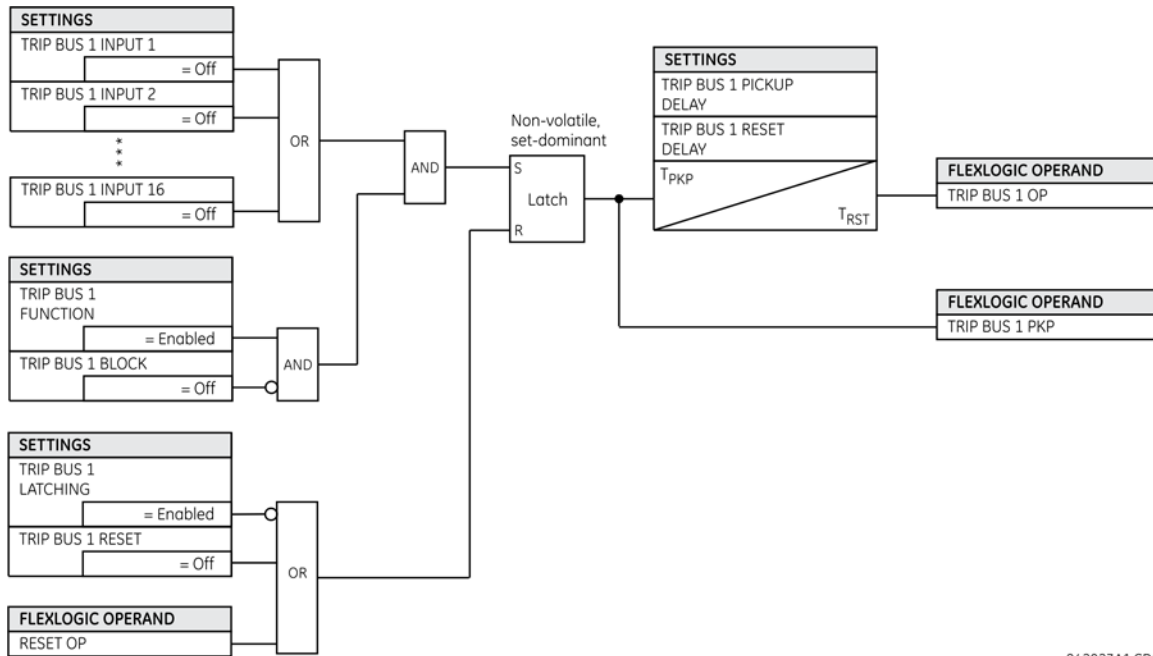 SETTINGS
TRIP BUS 1 INPUT 1
= Off
TRIP BUS 1 INPUT 2
= Off
***
TRIP BUS 1 INPUT 16
= Off
OR
SETTINGS
TRIP BUS 1
FUNCTION
= Enabled
TRIP BUS 1 BLOCK
= Off
AND
AND
SETTINGS
TRIP BUS 1
LATCHING
= Enabled
TRIP BUS 1 RESET
= Off
FLEXLOGIC OPERAND
RESET OP
OR
Non-volatile,
set-dominant
S
Latch
R
SETTINGS
TRIP BUS 1 PICKUP
DELAY
TRIP BUS 1 RESET
DELAY
TPKP
TRST
FLEXLOGIC OPERAND
TRIP BUS 1 OP
FLEXLOGIC OPERAND
TRIP BUS 1 PKP